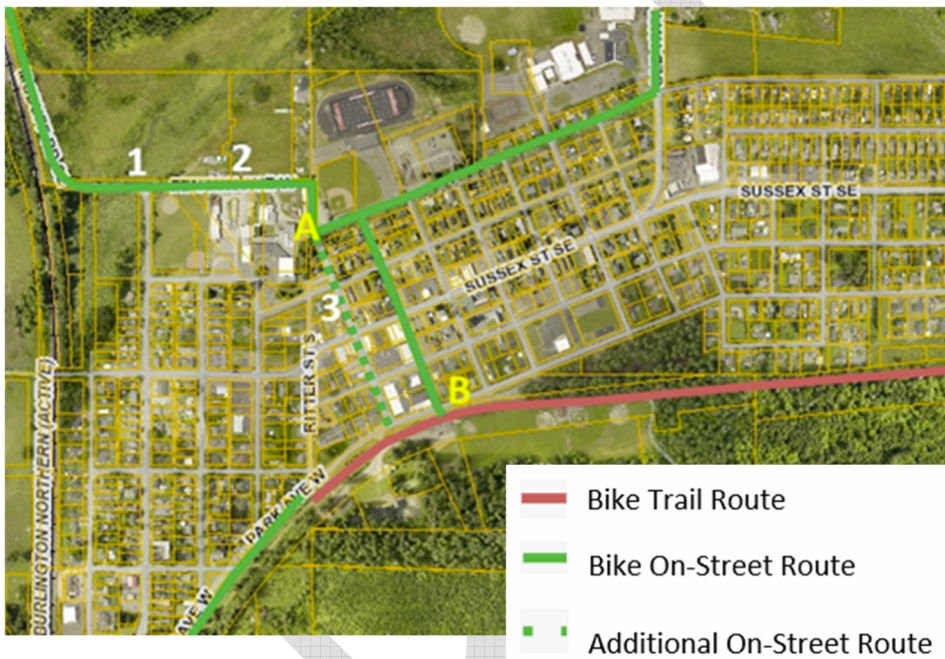 1
2
SUSSEX ST SE
A
SUSSEX ST SE
3
RITTER ST S
B
BURLINGTON NORTHERN (ACTIVE)
PARK AVE W
AVE W
Bike Trail Route
Bike On-Street Route
Additional On-Street Route